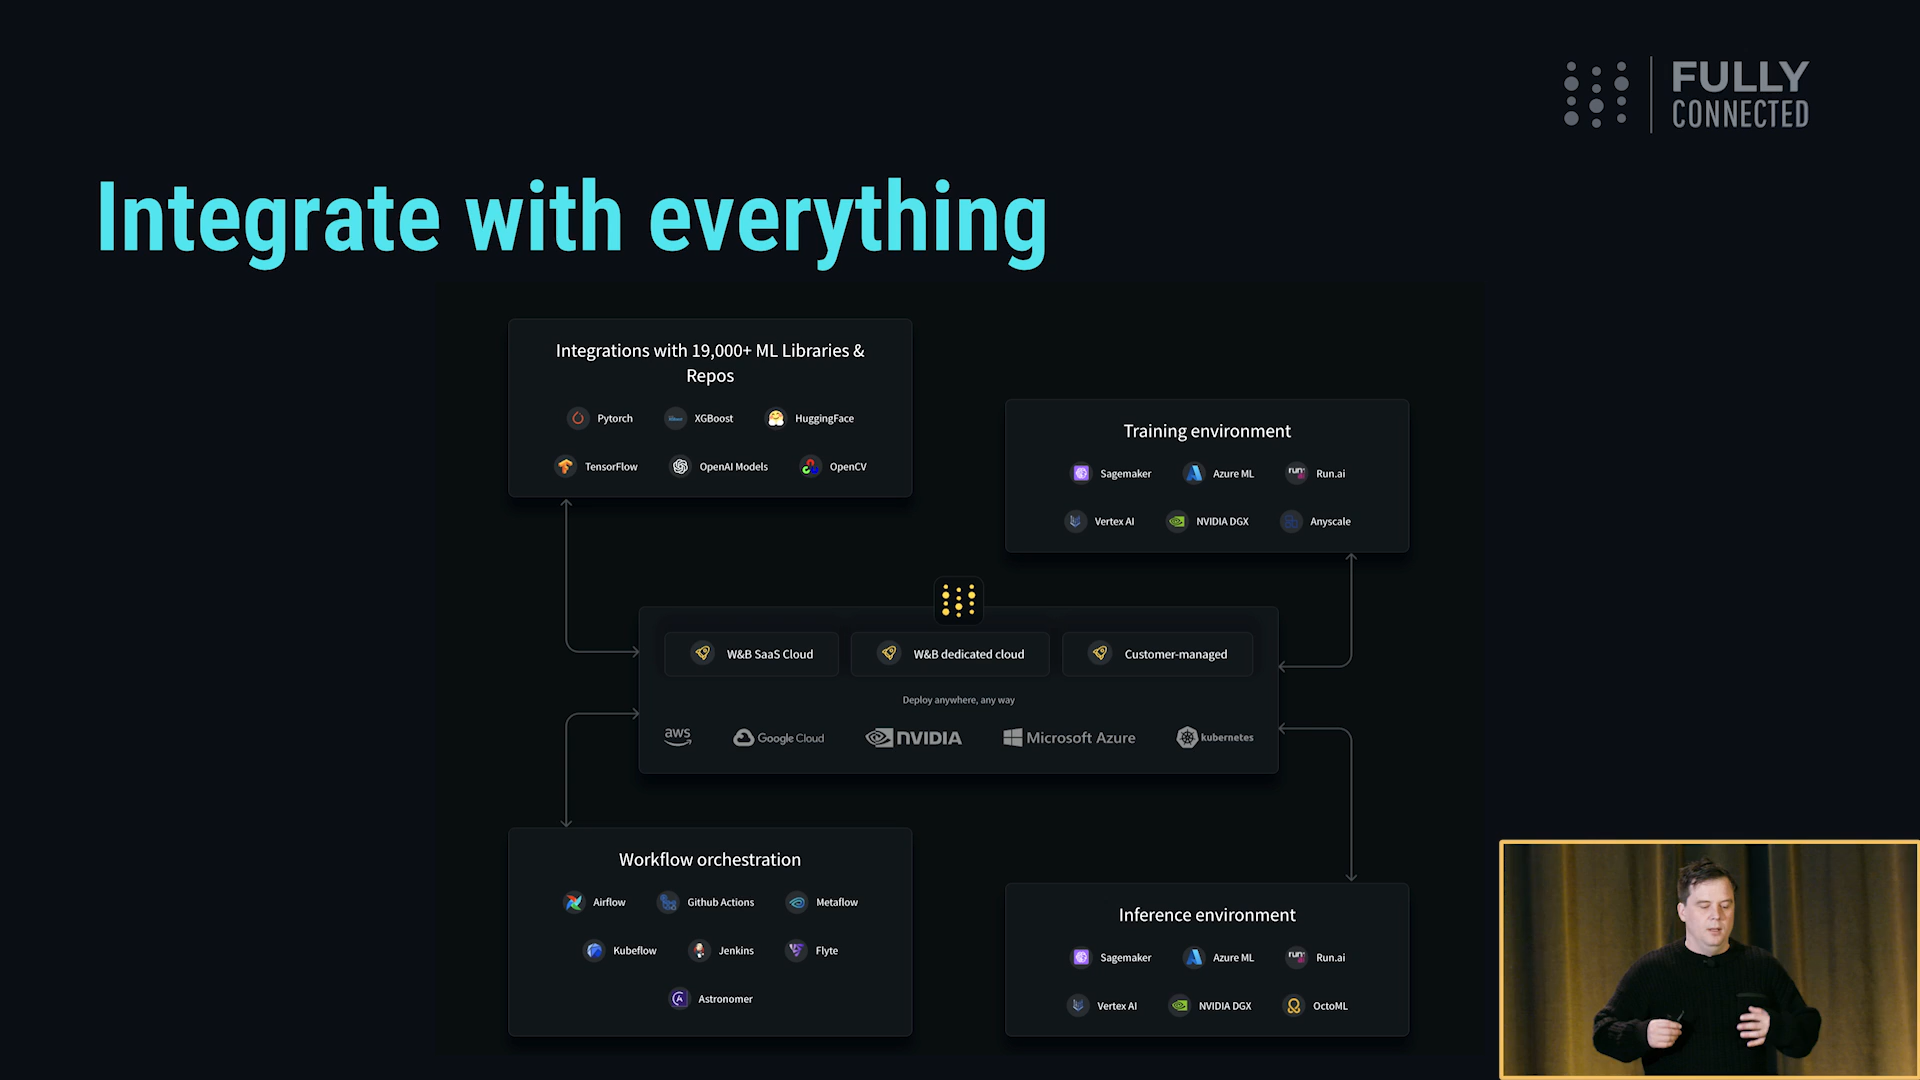 FULLY
CONNECTED
Integrate with everything
Integrations with 19,000+ ML Libraries &
Repos
Pytorch
XGBoost
HuggingFace
TensorFlow
OpenAI Models
OpenCV
Training environment
Sagemaker
Azure ML
run:
Run.ai
Vertex AI
NVIDIA DGX
Anyscale
W&B SaaS Cloud
W&B dedicated cloud
Customer-managed
Deploy anywhere, any way
aws
Google Cloud
NVIDIA
Microsoft Azure
kubernetes
Workflow orchestration
Airflow
Github Actions
Metaflow
Kubeflow
Jenkins
Flyte
Astronomer
Inference environment
Sagemaker
Azure ML
run:
Run.ai
Vertex AI
NVIDIA DGX
OctoML